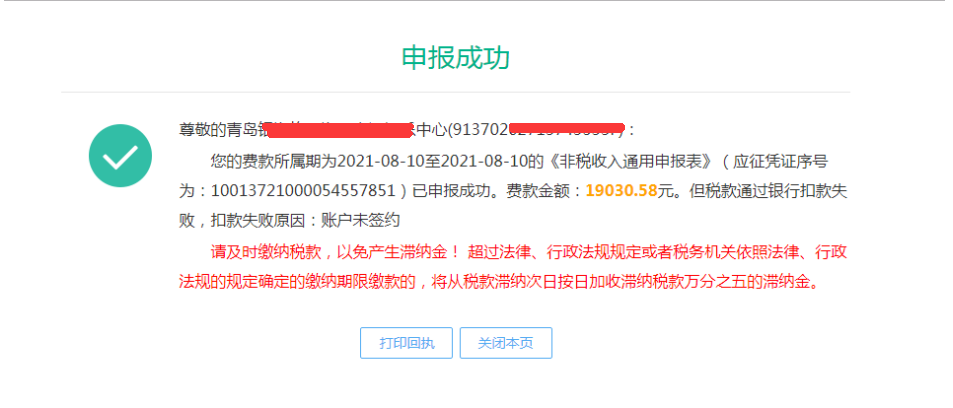 申报成功
尊敬的青岛中心(913702):
您的费款所属期为2021-08-10至2021-08-10的《非税收入通用申报表》（应征凭证序号
为：10013721000054557851）已申报成功。费款金额：19030.58元。但税款通过银行扣款失
败，扣款失败原因：账户未签约
请及时缴纳税款，以免产生滞纳金！ 超过法律、行政法规规定或者税务机关依照法律、行政
法规的规定确定的缴纳期限缴款的，将从税款滞纳次日按日加收滞纳税款万分之五的滞纳金。
打印回执 关闭本页